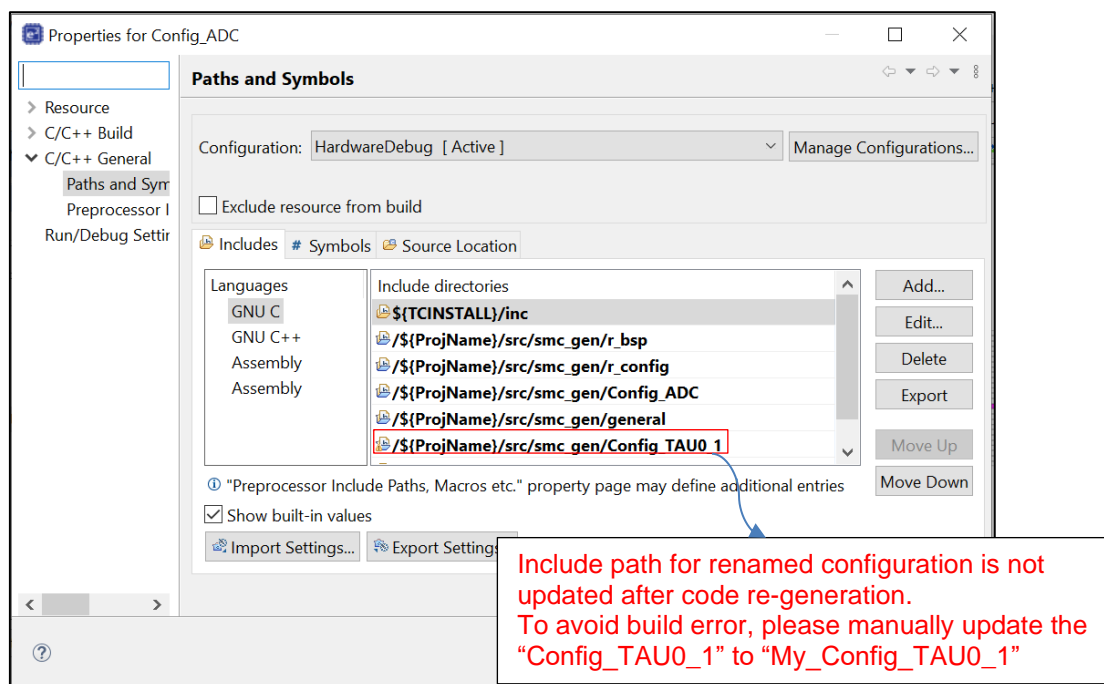 Properties for Config_ADC
Paths and Symbols
Resource
C/C++ Build
C/C++ General
Paths and Sym
Preprocessor I
Run/Debug Settir
Configuration: HardwareDebug [ Active ] Manage Configurations...
Exclude resource from build
Includes # Symbols Source Location
Languages
GNU C
GNU C++
Assembly
Assembly
Include directories
${TCINSTALL}/inc
/${ProjName}/src/smc_gen/r_bsp
/${ProjName}/src/smc_gen/r_config
/${ProjName}/src/smc_gen/Config_ADC
/${ProjName}/src/smc_gen/general
/${ProjName}/src/smc_gen/Config_TAU0_1
Add...
Edit...
Delete
Export
Move Up
Move Down
"Preprocessor Include Paths, Macros etc." property page may define additional entries
Show built-in values
Import Settings... Export Settings
Include path for renamed configuration is not
updated after code re-generation.
To avoid build error, please manually update the
“Config_TAU0_1” to “My_Config_TAU0_1”